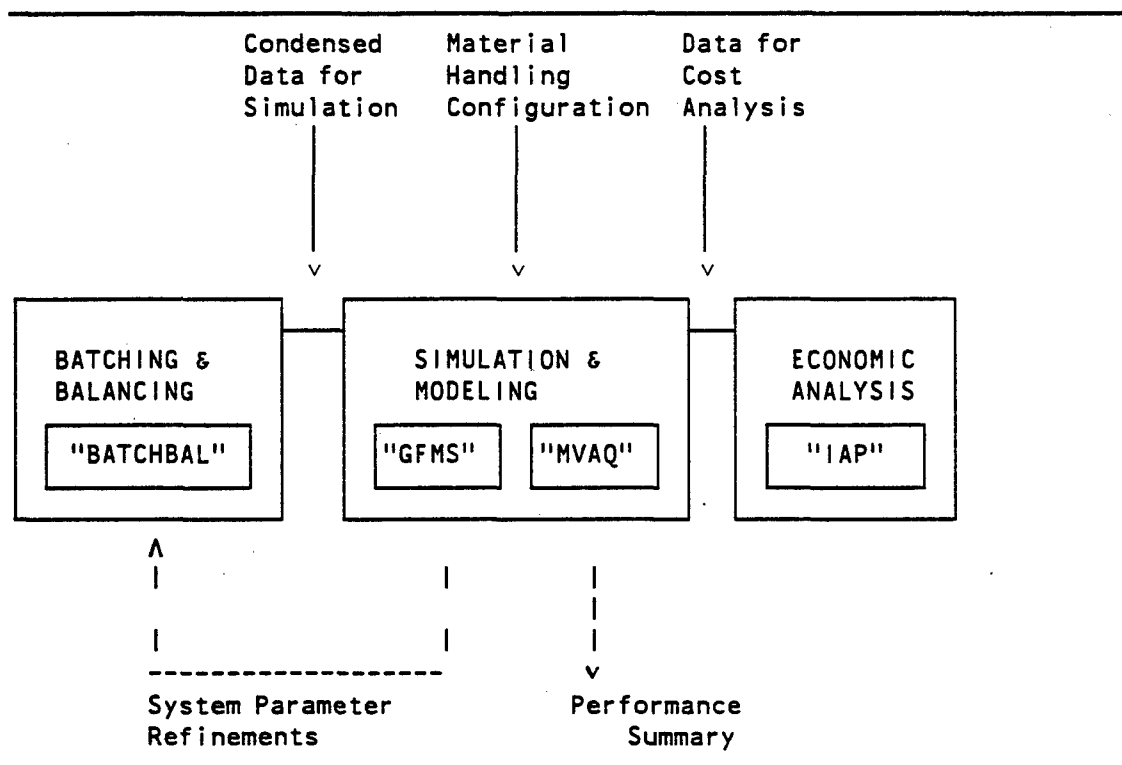 Condensed
Data for
Simulation
Material
Handling
Configuration
Data for
Cost
Analysis
BATCHING &
BALANCING
"BATCHBAL"
SIMULATION &
MODELING
"GFMS"
"MVAQ"
ECONOMIC
ANALYSIS
"IAP"
System Parameter
Refinements
Performance
Summary